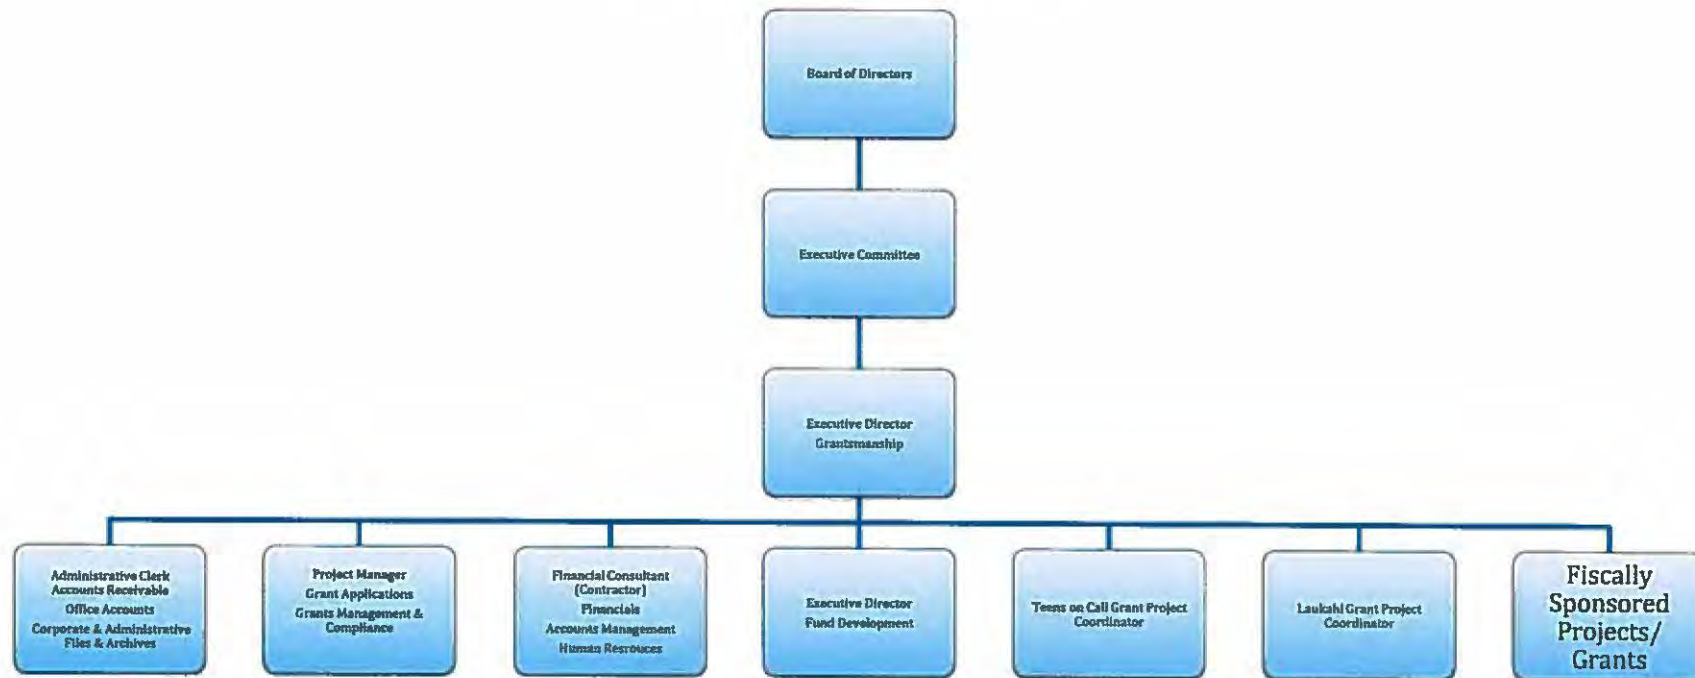 Board of Directors
Executive Committee
Executive Director
Grantsmanship
Administrative Clerk
Accounts Receivable
Office Accounts
Corporate & Administrative
Files & Archives
Project Manager
Grant Applications
Grants Management &
Compliance
Financial Consultant
(Contractor)
Financials
Accounts Management
Human Resrouces
Executive Director
Fund Development
Teens on Call Grant Project
Coordinator
Laukahi Grant Project
Coordinator
Fiscally
Sponsored
Projects/
Grants